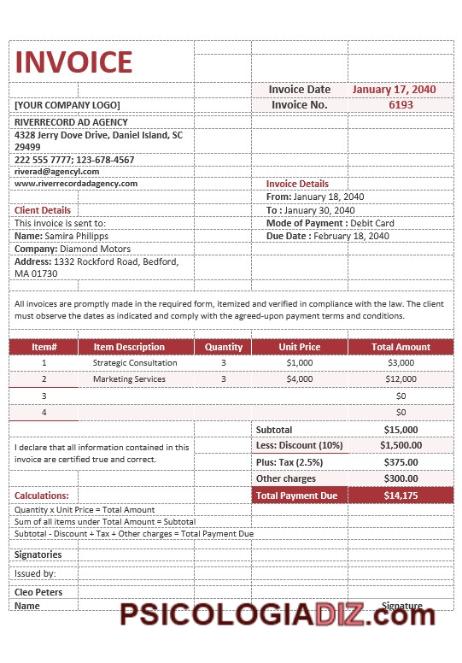 INVOICE
Invoice Date January 17, 2040
[YOUR COMPANY LOGO] Invoice No. 6193
RIVERRECORD AD AGENCY
4328 Jerry Dove Drive, Daniel Island, SC
29499
222 555 7777; 123-678-4567
riverad@agencyl.com
www.riverrecordadagency.com Invoice Details
From: January 18, 2040
Client Details To : January 30, 2040
This invoice is sent to: Mode of Payment : Debit Card
Name: Samira Philipps Due Date : February 18, 2040
Company: Diamond Motors
Address: 1332 Rockford Road, Bedford,
MA 01730
All invoices are promptly made in the required form, itemized and verified in compliance with the law. The client
must observe the dates as indicated and comply with the agreed-upon payment terms and conditions.
Item# Item Description Quantity Unit Price Total Amount
1 Strategic Consultation 3 $1,000 $3,000
2 Marketing Services 3 $4,000 $12,000
3 $0
4 $0
Subtotal $15,000
I declare that all information contained in this
invoice are certified true and correct.
Less: Discount (10%) $1,500.00
Plus: Tax (2.5%) $375.00
Other charges $300.00
Calculations: Total Payment Due $14,175
Quantity x Unit Price = Total Amount
Sum of all items under Total Amount = Subtotal
Subtotal - Discount + Tax + Other charges = Total Payment Due
Signatories
Issued by:
Cleo Peters
Name Signature
PSICOLOGIADIZ.com